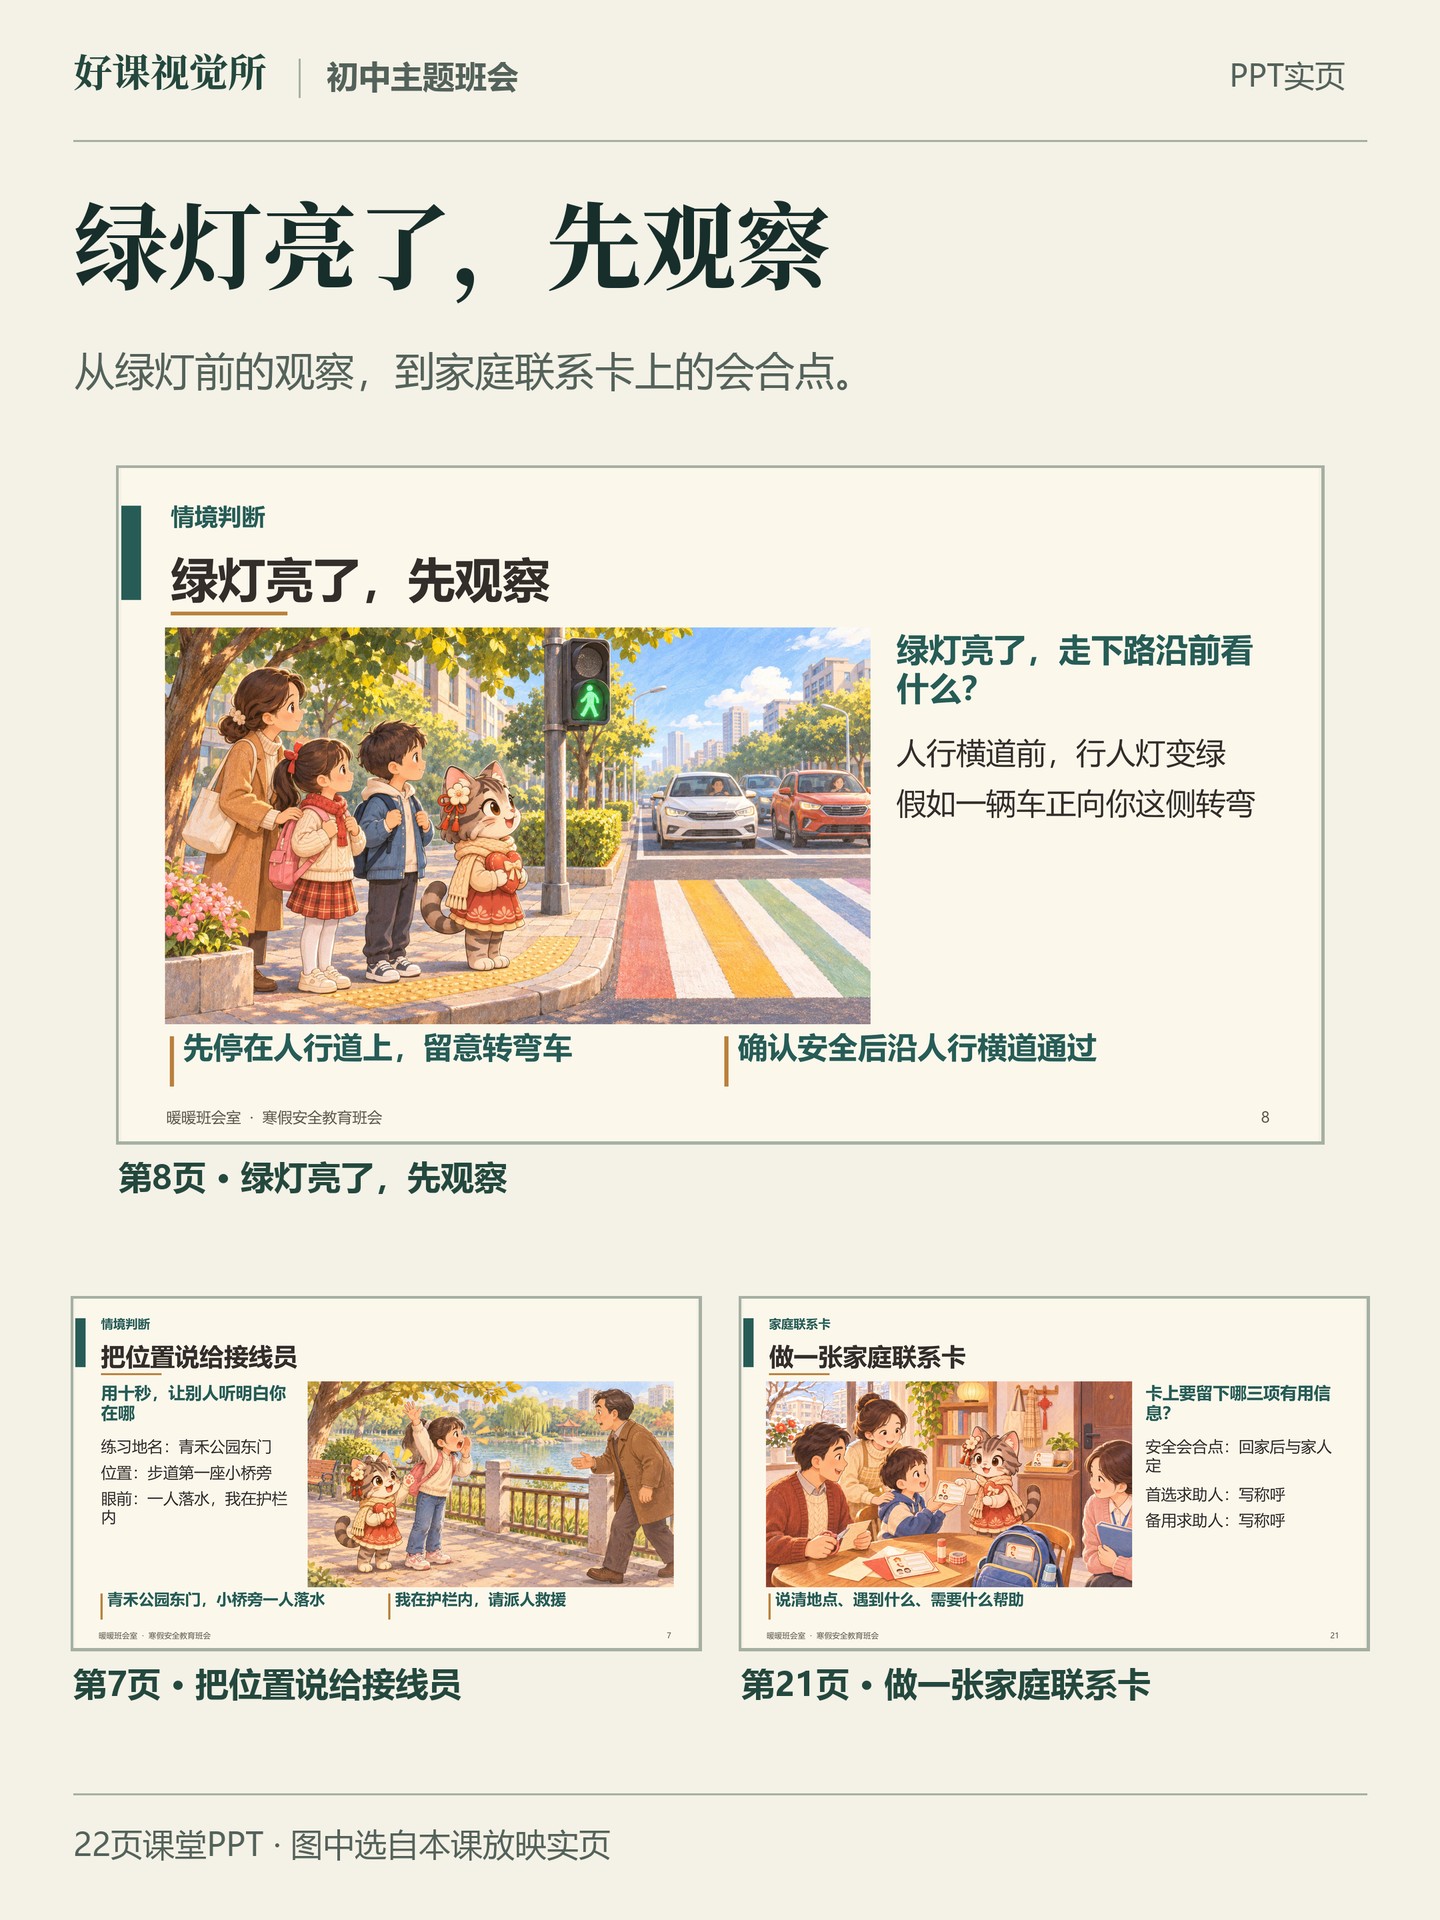 好课视觉所
初中主题班会
PPT实页
绿灯亮了，先观察
从绿灯前的观察，到家庭联系卡上的会合点。
情境判断
绿灯亮了，先观察
绿灯亮了，走下路沿前看
什么？
人行横道前，行人灯变绿
假如一辆车正向你这侧转弯
先停在人行道上，留意转弯车
确认安全后沿人行横道通过
暖暖班会室 · 寒假安全教育班会
8
第8页 • 绿灯亮了，先观察
情境判断
把位置说给接线员
用十秒，让别人听明白你
在哪
练习地名：青禾公园东门
位置：步道第一座小桥旁
眼前：一人落水，我在护栏
内
青禾公园东门，小桥旁一人落水
我在护栏内，请派人救援
暖暖班会室 · 寒假安全教育班会
7
第7页 • 把位置说给接线员
家庭联系卡
做一张家庭联系卡
卡上要留下哪三项有用信
息？
安全会合点：回家后与家人
定
首选求助人：写称呼
备用求助人：写称呼
说清地点、遇到什么、需要什么帮助
暖暖班会室 · 寒假安全教育班会
21
第21页 • 做一张家庭联系卡
22页课堂PPT · 图中选自本课放映实页